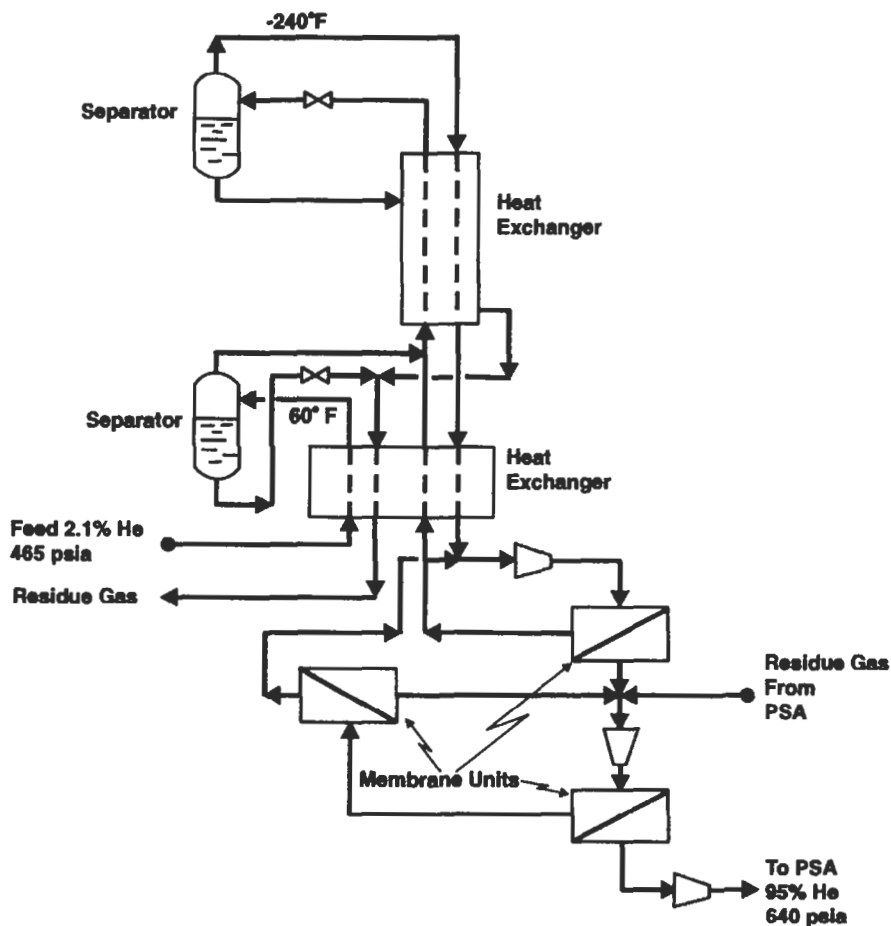 -240°F
Separator
Heat
Exchanger
60° F
Separator
Heat
Exchanger
Feed 2.1% He
465 psia
Residue Gas
Residue Gas
From
PSA
Membrane Units
To PSA
95% He
640 psia